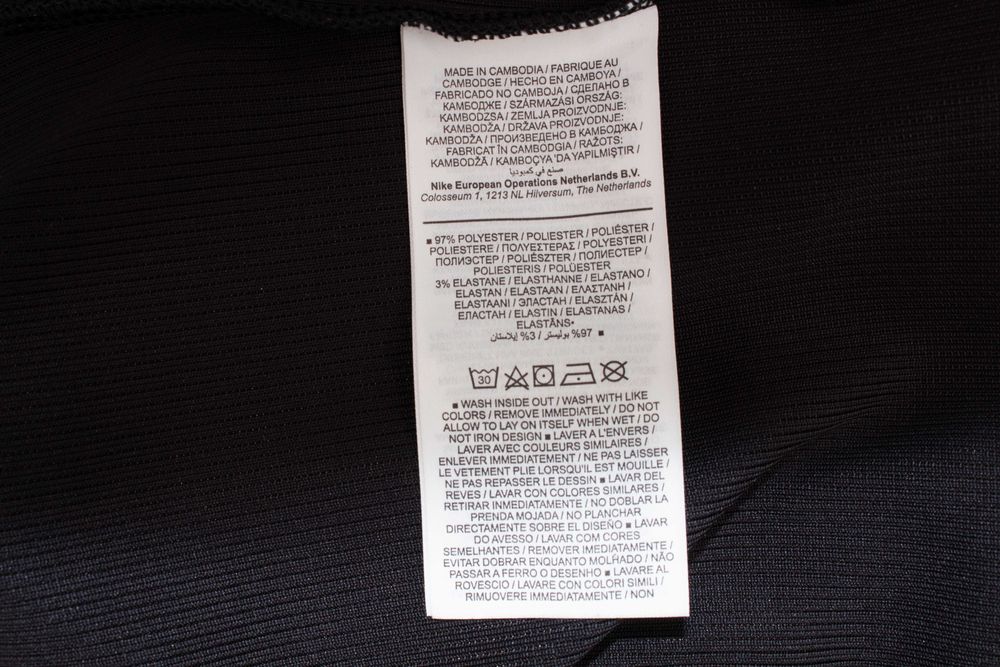 MADE IN CAMBODIA / FABRIQUE AU
CAMBODGE / HECHO EN CAMBOYA /
FABRICADO NO CAMBOJA / СДЕЛАНО В
КАМБОДЖЕ / SZÁRMAZÁSI ORSZÁG:
KAMBODZSA / ZEMLJA PROIZVODNJE:
KAMBODŽA / DRŽAVA PROIZVODNJE:
KAMBODŽA / ПРОИЗВЕДЕНО В КАМБОДЖА /
FABRICAT ÎN CAMBODGIA / RAŽOTS:
KAMBODŽĀ / KAMBOÇYA 'DA YAPILMIŞTIR /
صنع في كمبوديا
Nike European Operations Netherlands B.V.
Colosseum 1, 1213 NL Hilversum, The Netherlands
■ 97% POLYESTER / POLIESTER / POLIÉSTER /
POLIESTERE / ΠΟΛΥΕΣΤΕΡΑΣ / POLYESTERI /
ПОЛИЭСТЕР / POLIÉSZTER / ПОЛИЕСТЕР /
POLIESTERIS / POLÜESTER
3% ELASTANE / ELASTHANNE / ELASTANO /
ELASTAN / ELASTAAN / ΕΛΑΣΤΑΝΗ /
ELASTAANI / ЭЛАСТАН / ELASZTÁN /
ЕЛАСТАН / ELASTIN / ELASTANAS /
ELASTĀNS•
■ 97% بوليستر / 3% إيلاستان
30
■ WASH INSIDE OUT / WASH WITH LIKE
COLORS / REMOVE IMMEDIATELY / DO NOT
ALLOW TO LAY ON ITSELF WHEN WET / DO
NOT IRON DESIGN ■ LAVER A L'ENVERS /
LAVER AVEC COULEURS SIMILAIRES /
ENLEVER IMMEDIATEMENT / NE PAS LAISSER
LE VETEMENT PLIE LORSQU'IL EST MOUILLE /
NE PAS REPASSER LE DESSIN ■ LAVAR DEL
REVES / LAVAR CON COLORES SIMILARES /
RETIRAR INMEDIATAMENTE / NO DOBLAR LA
PRENDA MOJADA / NO PLANCHAR
DIRECTAMENTE SOBRE EL DISEÑO ■ LAVAR
DO AVESSO / LAVAR COM CORES
SEMELHANTES / REMOVER IMEDIATAMENTE /
EVITAR DOBRAR ENQUANTO MOLHADO / NÃO
PASSAR A FERRO O DESENHO ■ LAVARE AL
ROVESCIO / LAVARE CON COLORI SIMILI /
RIMUOVERE IMMEDIATAMENTE / NON